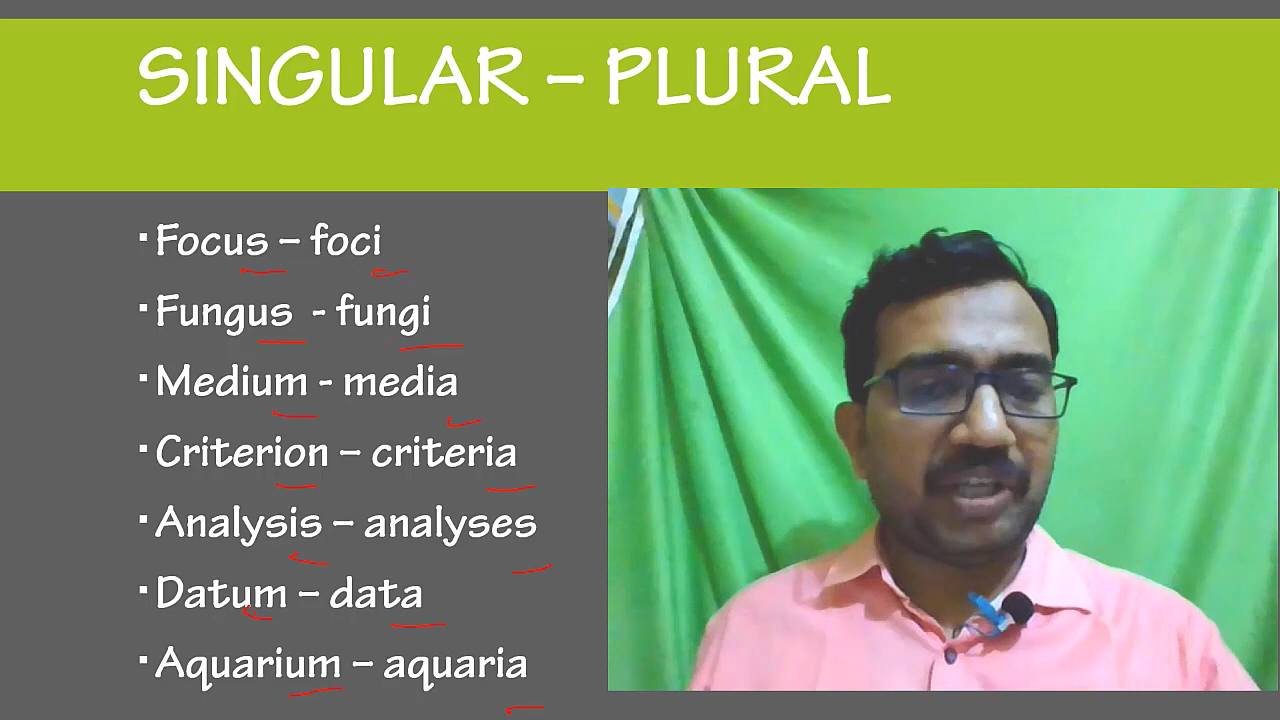 SINGULAR – PLURAL
▪Focus – foci
▪Fungus - fungi
▪Medium - media
▪Criterion – criteria
▪Analysis – analyses
▪Datum – data
▪Aquarium – aquaria